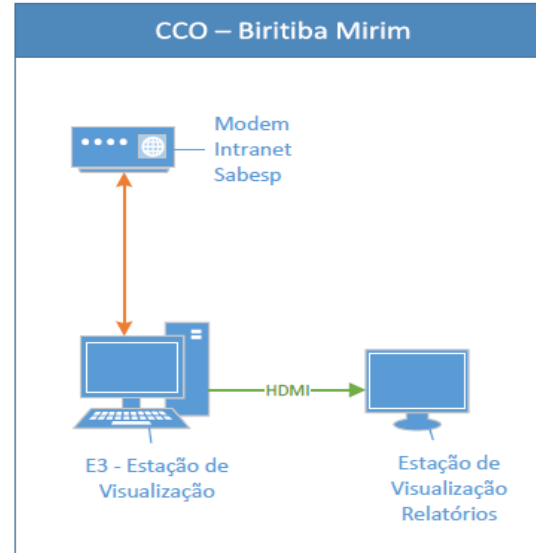 CCO – Biritiba Mirim
Modem
Intranet
Sabesp
HDMI
E3 - Estação de
Visualização
Estação de
Visualização
Relatórios